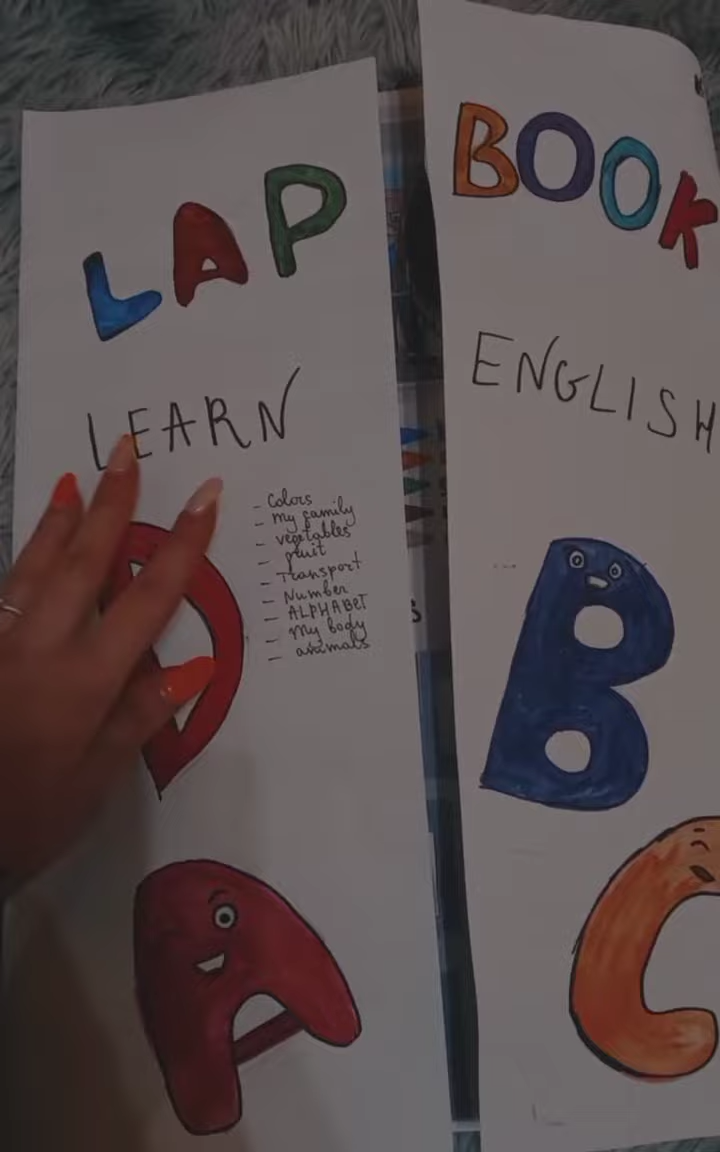 LAP BOOK
LEARN ENGLISH
- Colors
- My family
- vegetables
- fruit
- Transport
- Number
- ALPHABET
- My body
- animals
D
B
A
C